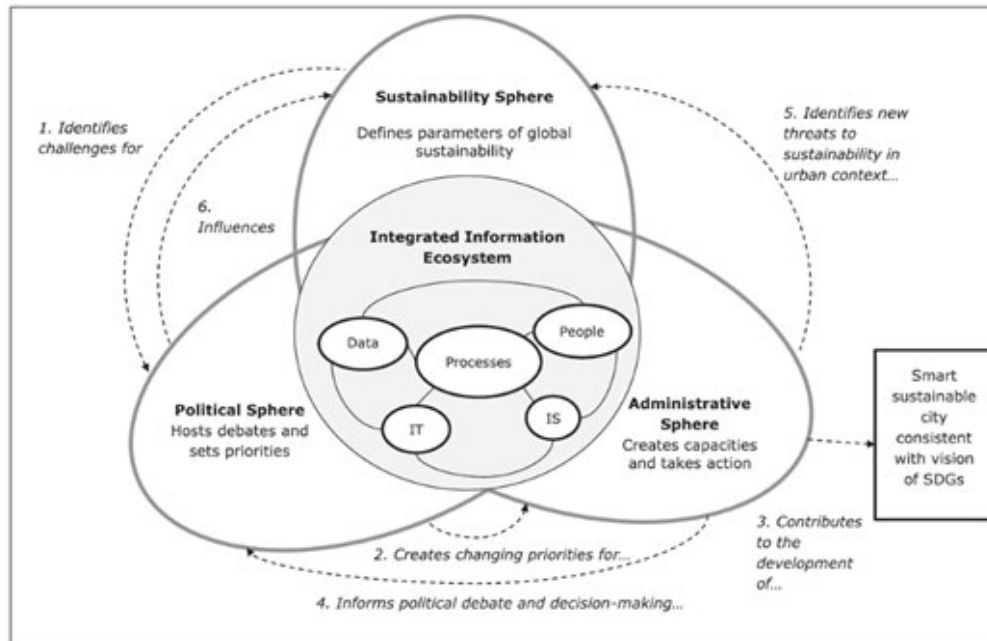 Sustainability Sphere
Defines parameters of global
sustainability
1. Identifies
challenges for
5. Identifies new
threats to
sustainability in
urban context...
6.
Influences
Integrated Information
Ecosystem
Data
Processes
People
IT
IS
Political Sphere
Hosts debates and
sets priorities
Administrative
Sphere
Creates capacities
and takes action
Smart
sustainable
city
consistent
with vision
of SDGs
2. Creates changing priorities for...
3. Contributes
to the
development
of...
4. Informs political debate and decision-making...